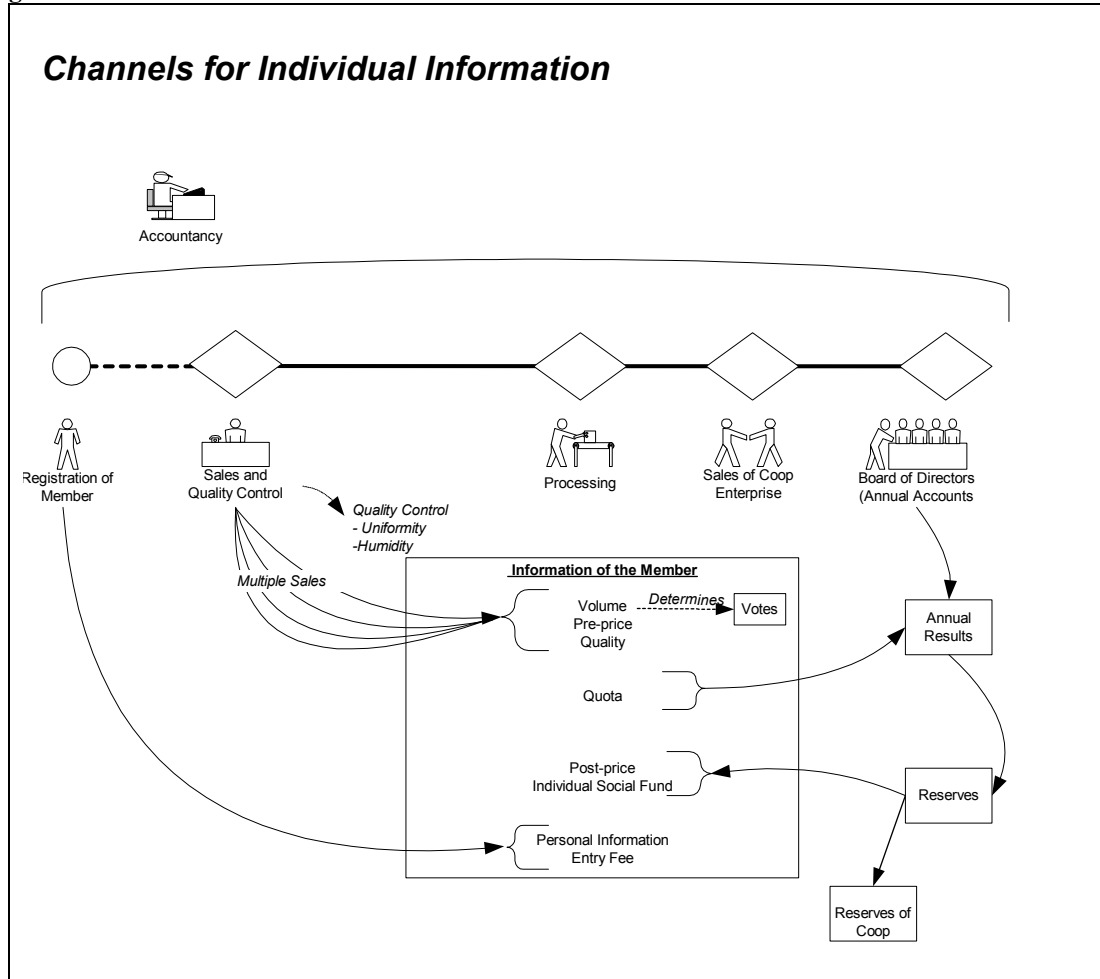 Channels for Individual Information
Accountancy
Registration of
Member
Sales and
Quality Control
Processing
Sales of Coop
Enterprise
Board of Directors
(Annual Accounts
Quality Control
- Uniformity
-Humidity
Multiple Sales
Information of the Member
Volume
Pre-price
Quality
Determines
Votes
Annual
Results
Quota
Post-price
Individual Social Fund
Reserves
Personal Information
Entry Fee
Reserves of
Coop